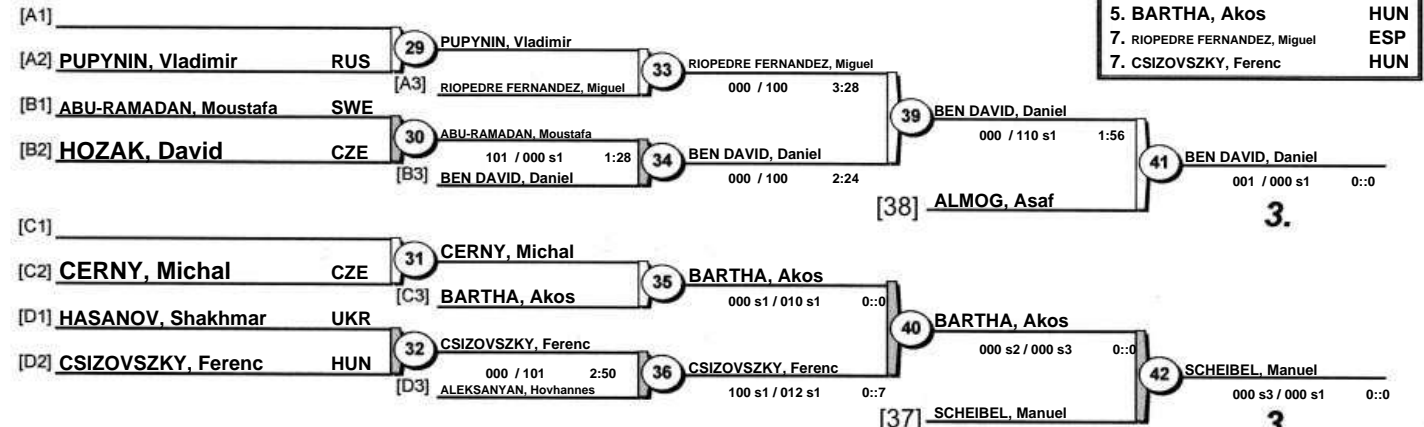 5. BARTHA, Akos HUN
7. RIOPEDRE FERNANDEZ, Miguel ESP
7. CSIZOVSZKY, Ferenc HUN
[A1]
29 PUPYNIN, Vladimir
[A2] PUPYNIN, Vladimir RUS
33 RIOPEDRE FERNANDEZ, Miguel
[A3] RIOPEDRE FERNANDEZ, Miguel
000 / 100 3:28
[B1] ABU-RAMADAN, Moustafa SWE
39 BEN DAVID, Daniel
30 ABU-RAMADAN, Moustafa
000 / 110 s1 1:56
[B2] HOZAK, David CZE
101 / 000 s1 1:28
34 BEN DAVID, Daniel
41 BEN DAVID, Daniel
[B3] BEN DAVID, Daniel
000 / 100 2:24
001 / 000 s1 0::0
[38] ALMOG, Asaf
3.
[C1]
31 CERNY, Michal
[C2] CERNY, Michal CZE
35 BARTHA, Akos
[C3] BARTHA, Akos
000 s1 / 010 s1 0::0
[D1] HASANOV, Shakhmar UKR
40 BARTHA, Akos
32 CSIZOVSZKY, Ferenc
000 s2 / 000 s3 0::0
[D2] CSIZOVSZKY, Ferenc HUN
000 / 101 2:50
36 CSIZOVSZKY, Ferenc
42 SCHEIBEL, Manuel
[D3] ALEKSANYAN, Hovhannes
100 s1 / 012 s1 0::7
000 s3 / 000 s1 0::0
[37] SCHEIBEL, Manuel
3.